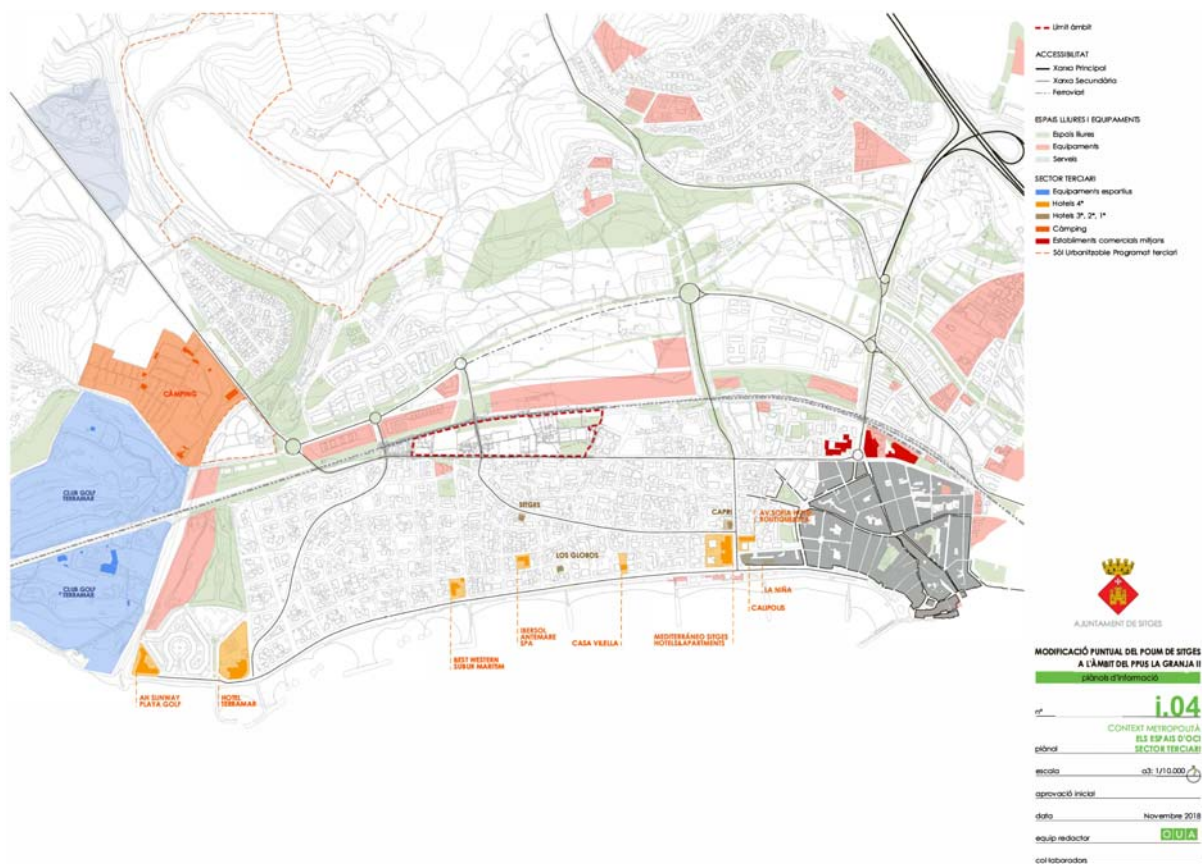 Límit àmbit
ACCESSIBILITAT
Xarxa Principal
Xarxa Secundària
Ferroviari
ESPAIS LLIURES I EQUIPAMENTS
Espais lliures
Equipaments
Serveis
SECTOR TERCIARI
Equipaments esportius
Hotels 4*
Hotels 3*, 2*, 1*
Càmping
Establiments comercials mitjans
Sòl Urbanitzable Programat terciari
CÀMPING
CLUB GOLF
TERRAMAR
CLUB GOLF
TERRAMAR
SITGES
CAPRI
LOS GLOBOS
LA NIÑA
CALIPOLIS
MEDITERRÁNEO SITGES
HOTEL&APARTMENTS
CASA VILELLA
IBERSOL
ANTEMARE
SPA
BEST WESTERN
SUBUR MARÍTIM
AH SUNWAY
PLAYA GOLF
HOTEL
TERRAMAR
AJUNTAMENT DE SITGES
MODIFICACIÓ PUNTUAL DEL POUM DE SITGES
A L'ÀMBIT DEL PPUS LA GRANJA II
plànols d'informació
nº
i.04
CONTEXT METROPOLITÀ
ELS ESPAIS D'OCI
plànol
SECTOR TERCIARI
escala
a3: 1/10.000
aprovació inicial
data
Novembre 2018
equip redactor
OUA
col·laboradors